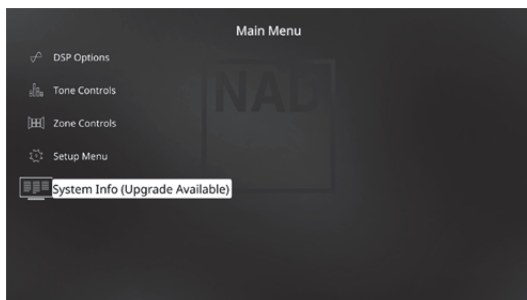 Main Menu
DSP Options
Tone Controls
NAD
Zone Controls
Setup Menu
System Info (Upgrade Available)